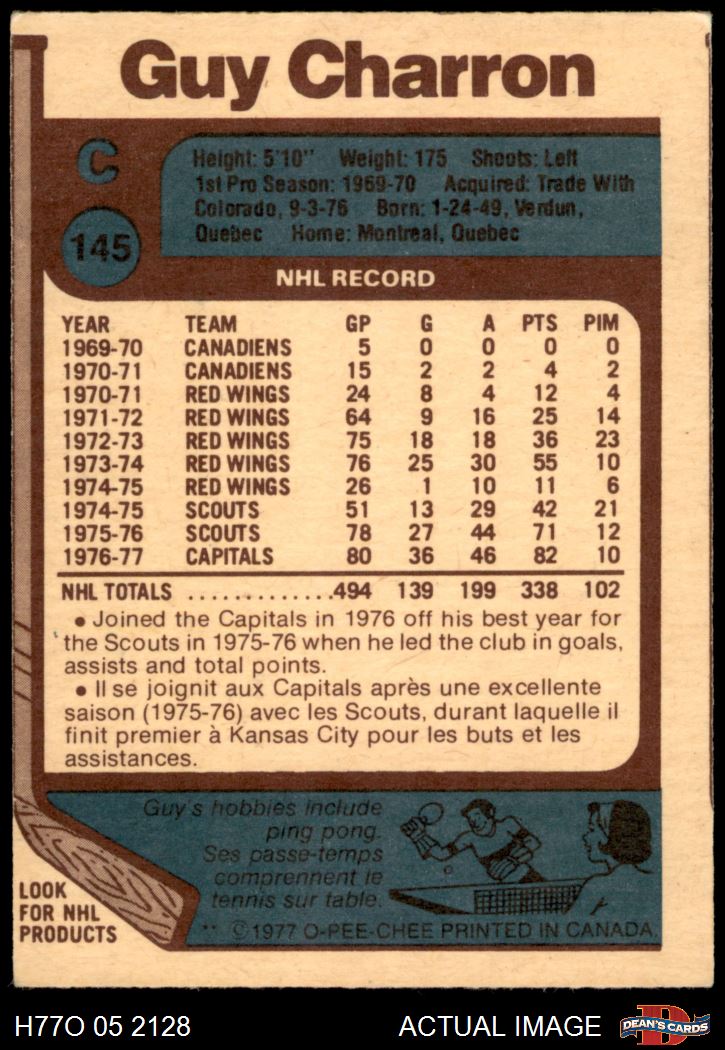 Guy Charron
C
145
Height: 5'10" Weight: 175 Shoots: Left
1st Pro Season: 1969-70 Acquired: Trade With
Colorado, 9-3-76 Born: 1-24-49, Verdun,
Quebec Home: Montreal, Quebec
NHL RECORD
YEAR TEAM GP G A PTS PIM
1969-70 CANADIENS 5 0 0 0 0
1970-71 CANADIENS 15 2 2 4 2
1970-71 RED WINGS 24 8 4 12 4
1971-72 RED WINGS 64 9 16 25 14
1972-73 RED WINGS 75 18 18 36 23
1973-74 RED WINGS 76 25 30 55 10
1974-75 RED WINGS 26 1 10 11 6
1974-75 SCOUTS 51 13 29 42 21
1975-76 SCOUTS 78 27 44 71 12
1976-77 CAPITALS 80 36 46 82 10
NHL TOTALS .............494 139 199 338 102
• Joined the Capitals in 1976 off his best year for
the Scouts in 1975-76 when he led the club in goals,
assists and total points.
• Il se joignit aux Capitals après une excellente
saison (1975-76) avec les Scouts, durant laquelle il
finit premier à Kansas City pour les buts et les
assistances.
Guy's hobbies include
ping pong.
Ses passe-temps
comprennent le
tennis sur table.
LOOK
FOR NHL
PRODUCTS
** ©1977 O-PEE-CHEE PRINTED IN CANADA.
H77O 05 2128 ACTUAL IMAGE
D
DEAN'S CARDS